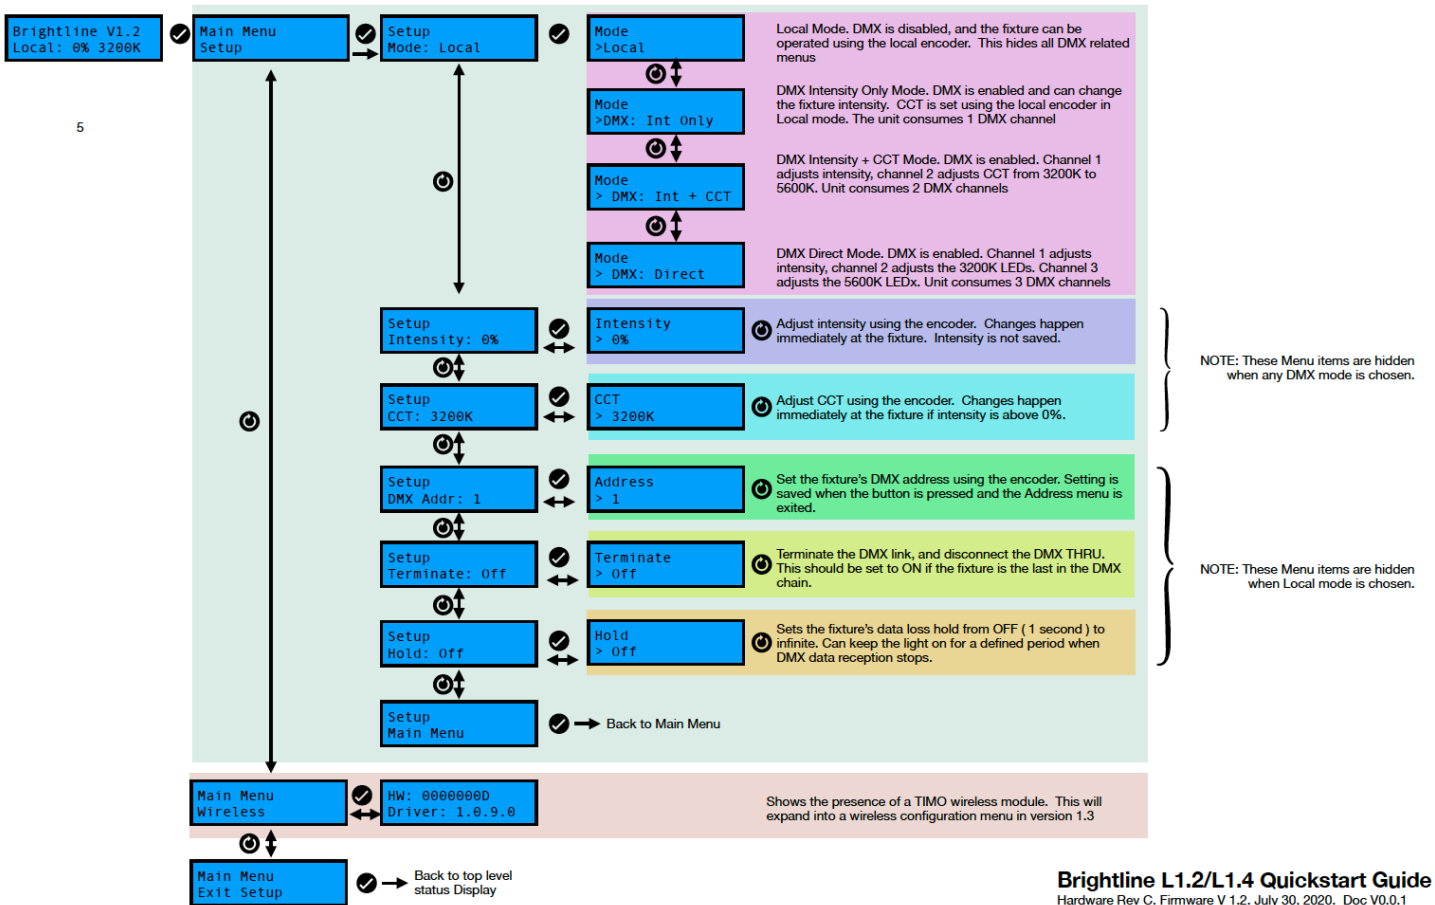 Brightline V1.2
Local: 0% 3200K
Main Menu
Setup
Setup
Mode: Local
Mode
>Local
Local Mode. DMX is disabled, and the fixture can be
operated using the local encoder.  This hides all DMX related
menus
5
Mode
>DMX: Int Only
DMX Intensity Only Mode. DMX is enabled and can change
the fixture intensity.  CCT is set using the local encoder in
Local mode. The unit consumes 1 DMX channel
Mode
> DMX: Int + CCT
DMX Intensity + CCT Mode. DMX is enabled. Channel 1
adjusts intensity, channel 2 adjusts CCT from 3200K to
5600K. Unit consumes 2 DMX channels
Mode
> DMX: Direct
DMX Direct Mode. DMX is enabled. Channel 1 adjusts
intensity, channel 2 adjusts the 3200K LEDs. Channel 3
adjusts the 5600K LEDx. Unit consumes 3 DMX channels
Setup
Intensity: 0%
Intensity
> 0%
Adjust intensity using the encoder.  Changes happen
immediately at the fixture.  Intensity is not saved.
NOTE: These Menu items are hidden
when any DMX mode is chosen.
Setup
CCT: 3200K
CCT
> 3200K
Adjust CCT using the encoder.  Changes happen
immediately at the fixture if intensity is above 0%.
Setup
DMX Addr: 1
Address
> 1
Set the fixture's DMX address using the encoder. Setting is
saved when the button is pressed and the Address menu is
exited.
Setup
Terminate: Off
Terminate
> Off
Terminate the DMX link, and disconnect the DMX THRU.
This should be set to ON if the fixture is the last in the DMX
chain.
NOTE: These Menu items are hidden
when Local mode is chosen.
Setup
Hold: Off
Hold
> Off
Sets the fixture's data loss hold from OFF ( 1 second ) to
infinite. Can keep the light on for a defined period when
DMX data reception stops.
Setup
Main Menu
Back to Main Menu
Main Menu
Wireless
HW: 0000000D
Driver: 1.0.9.0
Shows the presence of a TIMO wireless module.  This will
expand into a wireless configuration menu in version 1.3
Main Menu
Exit Setup
Back to top level
status Display
Brightline L1.2/L1.4 Quickstart Guide
Hardware Rev C. Firmware V 1.2. July 30. 2020.  Doc V0.0.1